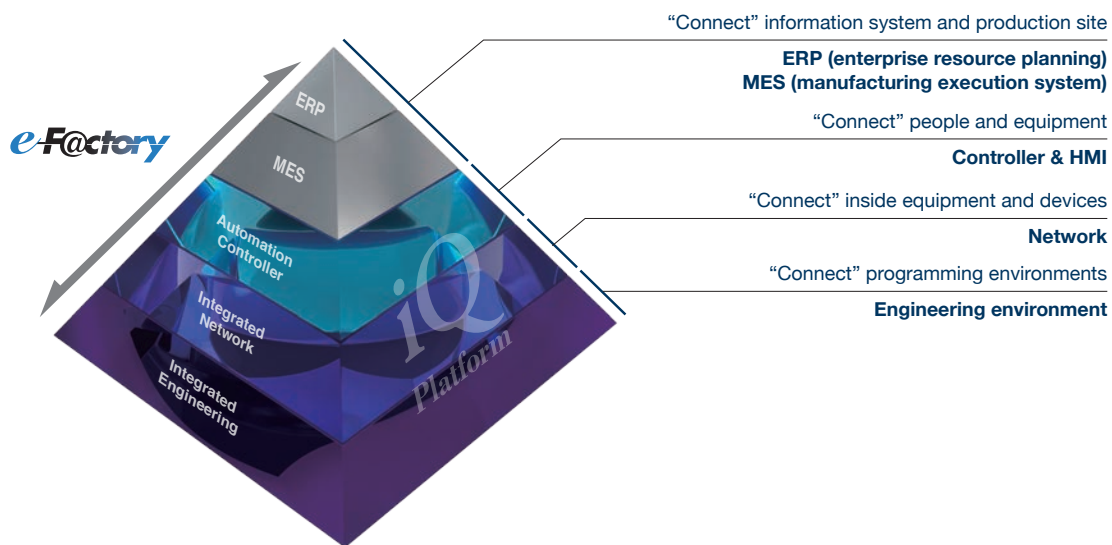 “Connect” information system and production site
ERP (enterprise resource planning)
MES (manufacturing execution system)
“Connect” people and equipment
Controller & HMI
“Connect” inside equipment and devices
Network
“Connect” programming environments
Engineering environment
e-F@ctory
ERP
MES
Automation
Controller
Integrated
Network
Integrated
Engineering
iQ
Platform